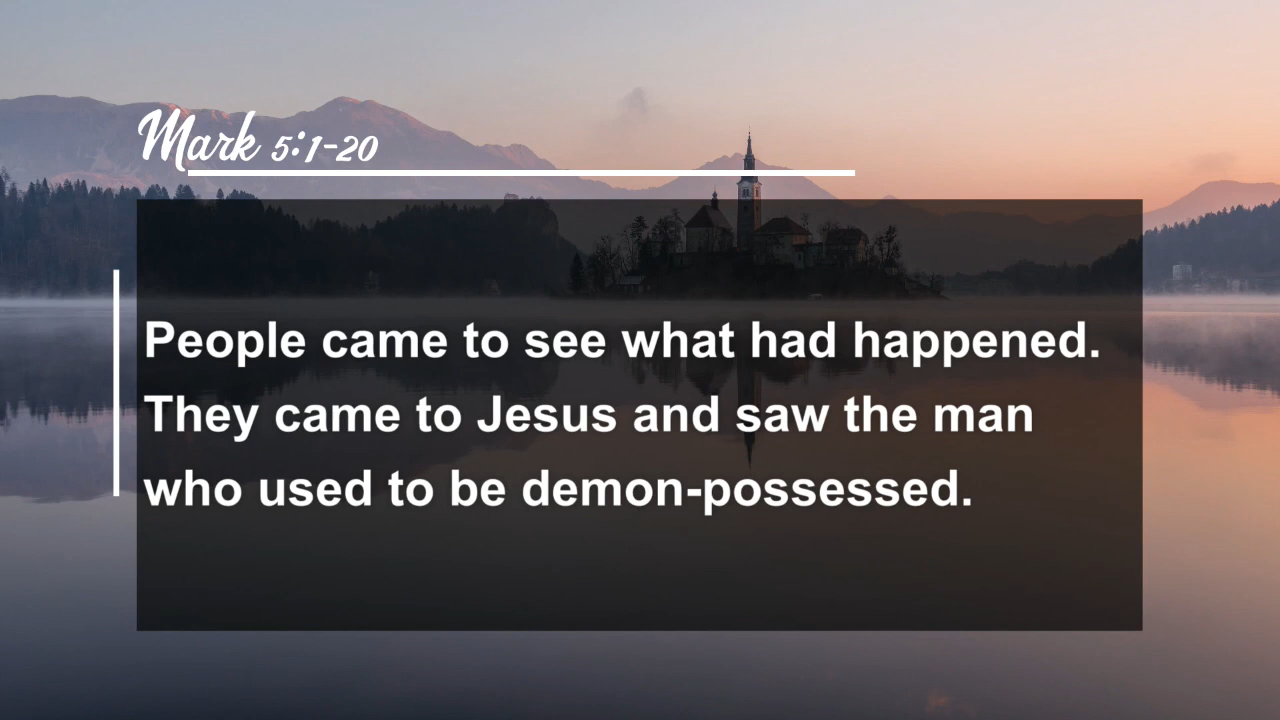 Mark 5:1-20
People came to see what had happened.
They came to Jesus and saw the man
who used to be demon-possessed.